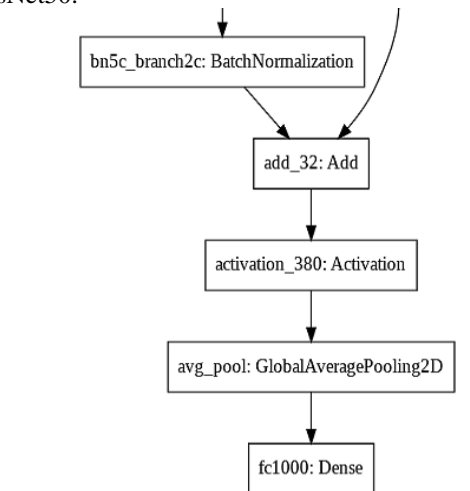 sNet50.
bn5c_branch2c: BatchNormalization
add_32: Add
activation_380: Activation
avg_pool: GlobalAveragePooling2D
fc1000: Dense